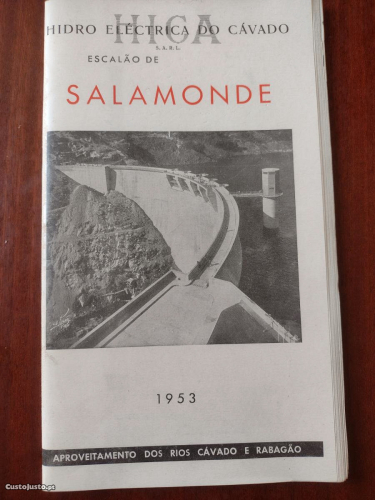 HICA
HIDRO ELÉCTRICA DO CÁVADO
S. A. R. L.
ESCALÃO DE
SALAMONDE
1953
APROVEITAMENTO DOS RIOS CÁVADO E RABAGÃO
CustoJusto.pt